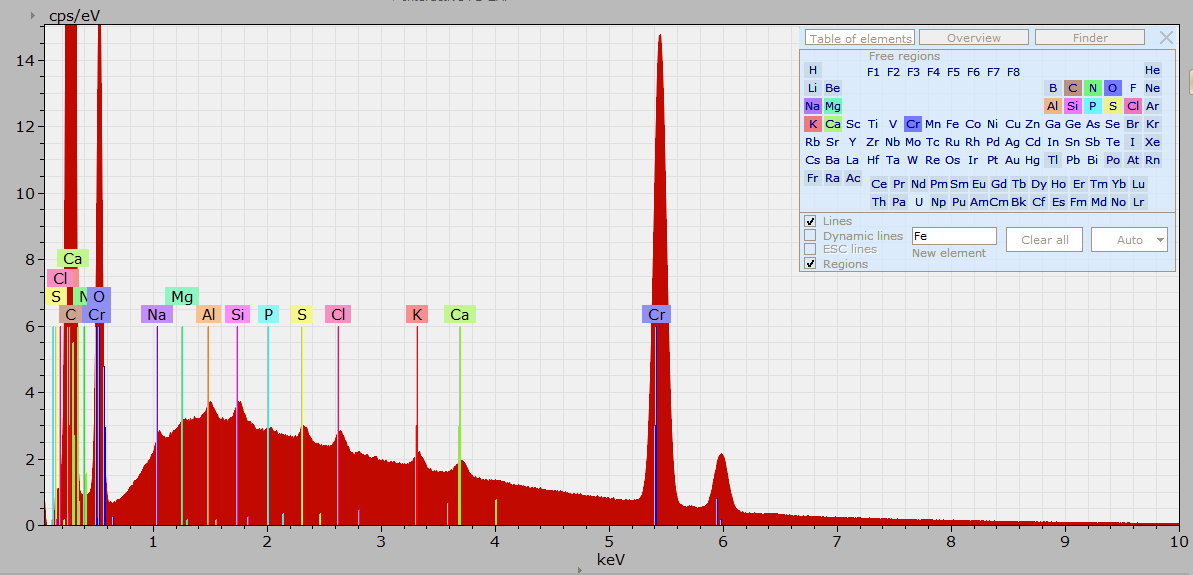 cps/eV
14
12
10
8
6
4
2
0
Ca
Cl
S N O
C Cr Na Mg Al Si P S Cl K Ca Cr
1 2 3 4 5 6 7 8 9 10
keV
Table of elements Overview Finder
Free regions
H F1 F2 F3 F4 F5 F6 F7 F8 He
Li Be B C N O F Ne
Na Mg Al Si P S Cl Ar
K Ca Sc Ti V Cr Mn Fe Co Ni Cu Zn Ga Ge As Se Br Kr
Rb Sr Y Zr Nb Mo Tc Ru Rh Pd Ag Cd In Sn Sb Te I Xe
Cs Ba La Hf Ta W Re Os Ir Pt Au Hg Tl Pb Bi Po At Rn
Fr Ra Ac Ce Pr Nd Pm Sm Eu Gd Tb Dy Ho Er Tm Yb Lu
Th Pa U Np Pu Am Cm Bk Cf Es Fm Md No Lr
Lines
Dynamic lines Fe Clear all Auto
ESC lines New element
Regions